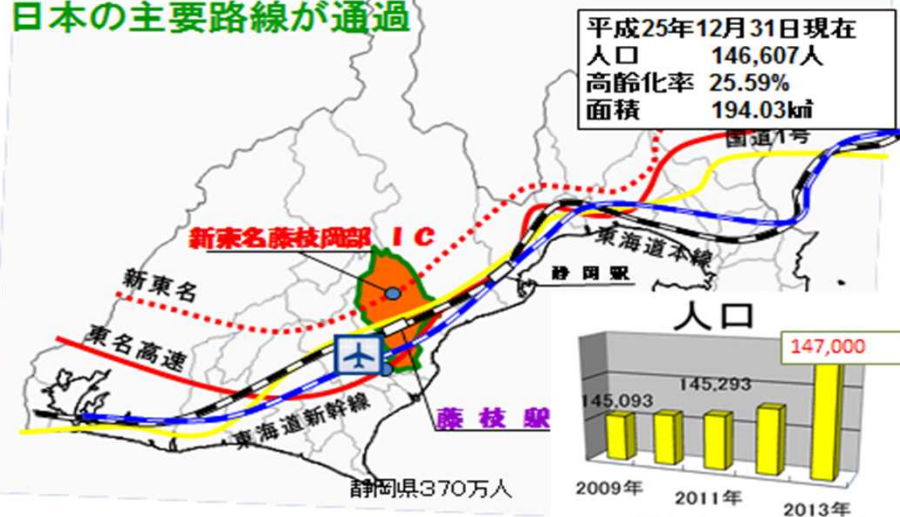 日本の主要路線が通過
平成25年12月31日現在
人口 146,607人
高齢化率 25.59%
面積 194.03㎢
国道1号
新東名藤枝岡部IC
東海道本線
静岡駅
新東名
東名高速
東海道新幹線
藤枝駅
静岡県370万人
人口
147,000
145,293
145,093
2009年
2011年
2013年